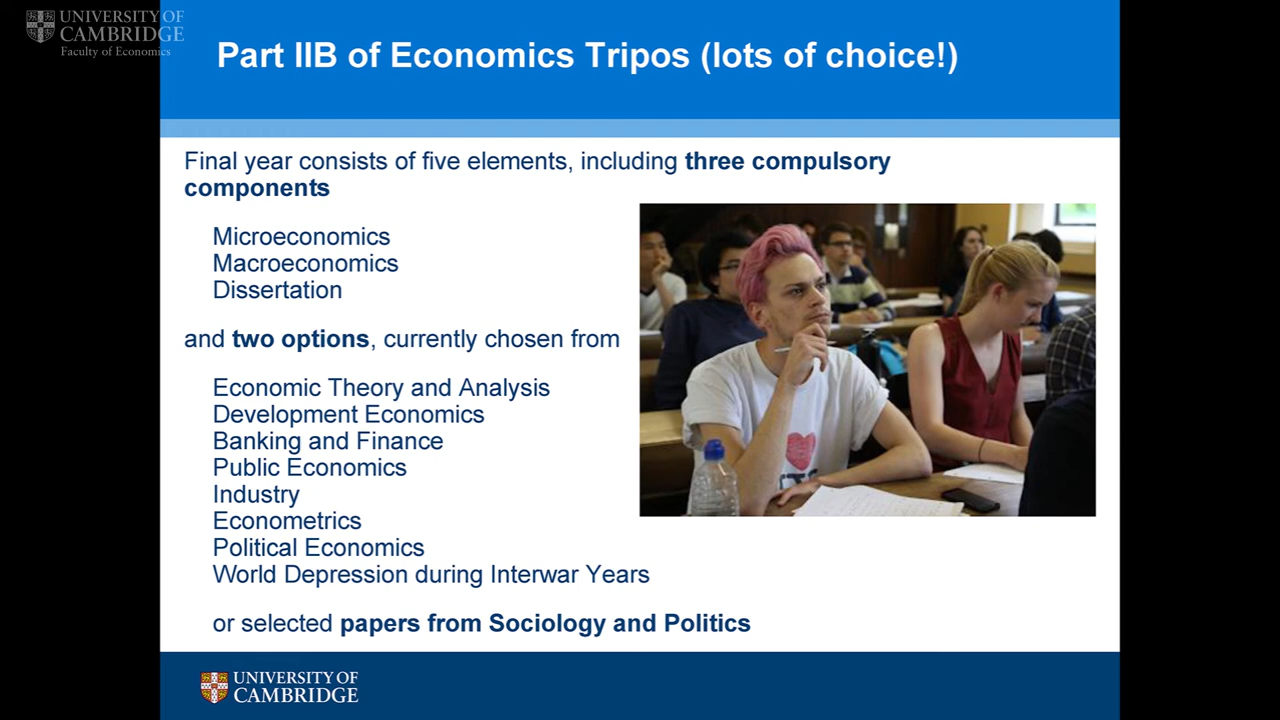 UNIVERSITY OF
CAMBRIDGE
Faculty of Economics
Part IIB of Economics Tripos (lots of choice!)
Final year consists of five elements, including three compulsory
components
Microeconomics
Macroeconomics
Dissertation
and two options, currently chosen from
Economic Theory and Analysis
Development Economics
Banking and Finance
Public Economics
Industry
Econometrics
Political Economics
World Depression during Interwar Years
or selected papers from Sociology and Politics
UNIVERSITY OF
CAMBRIDGE